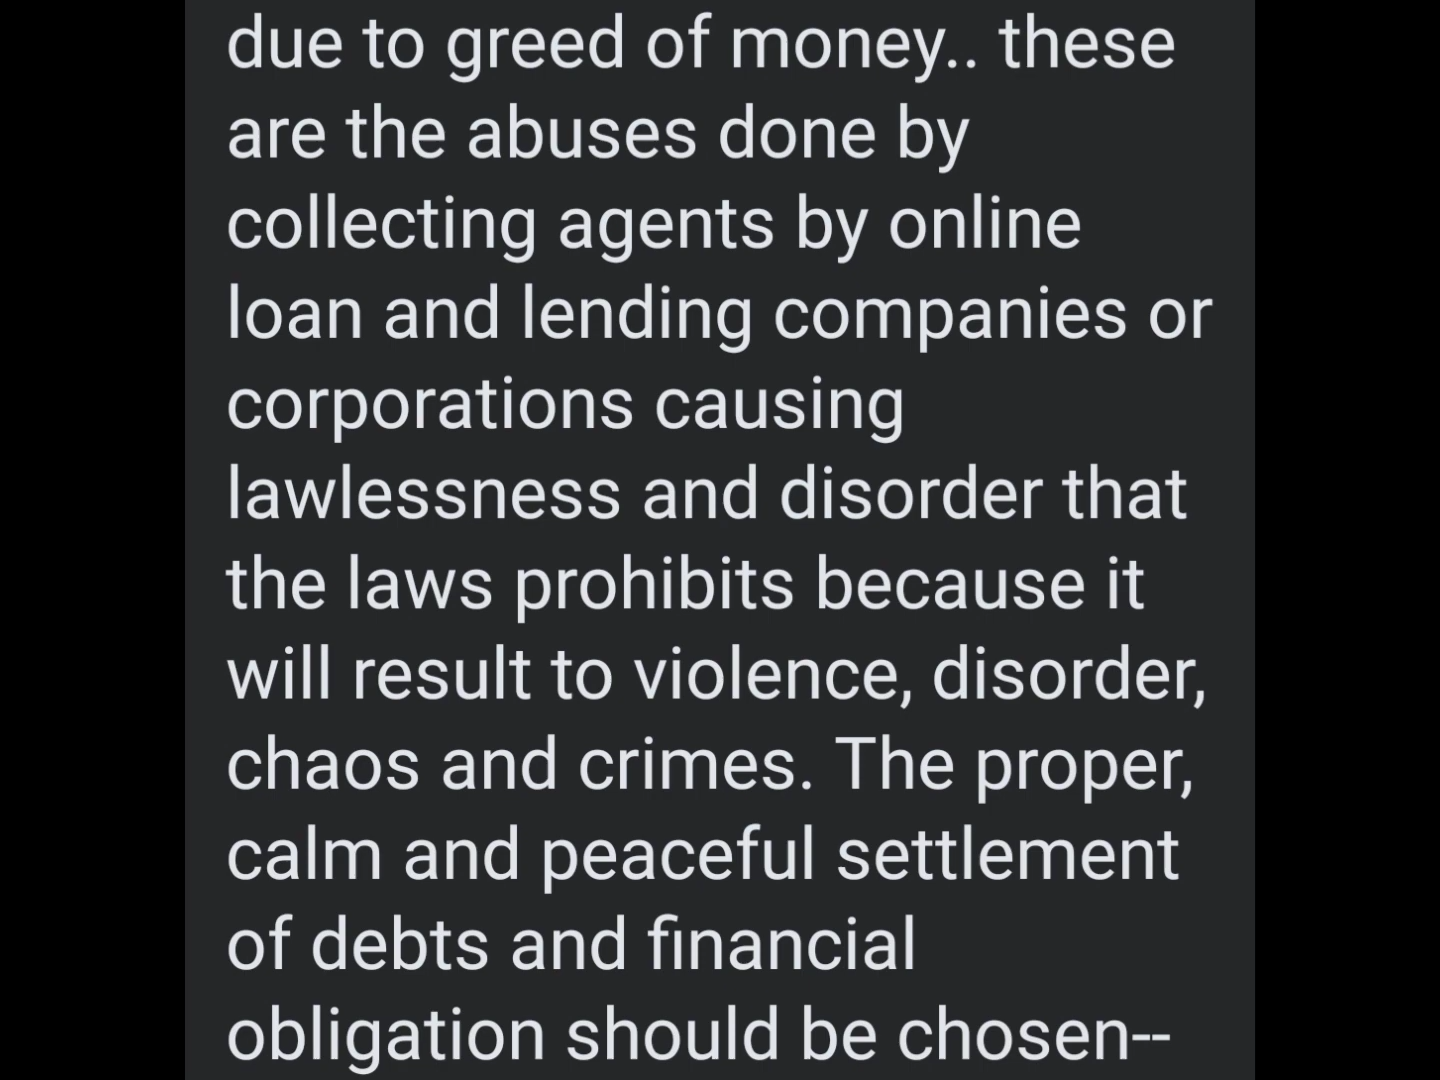 due to greed of money.. these
are the abuses done by
collecting agents by online
loan and lending companies or
corporations causing
lawlessness and disorder that
the laws prohibits because it
will result to violence, disorder,
chaos and crimes. The proper,
calm and peaceful settlement
of debts and financial
obligation should be chosen--